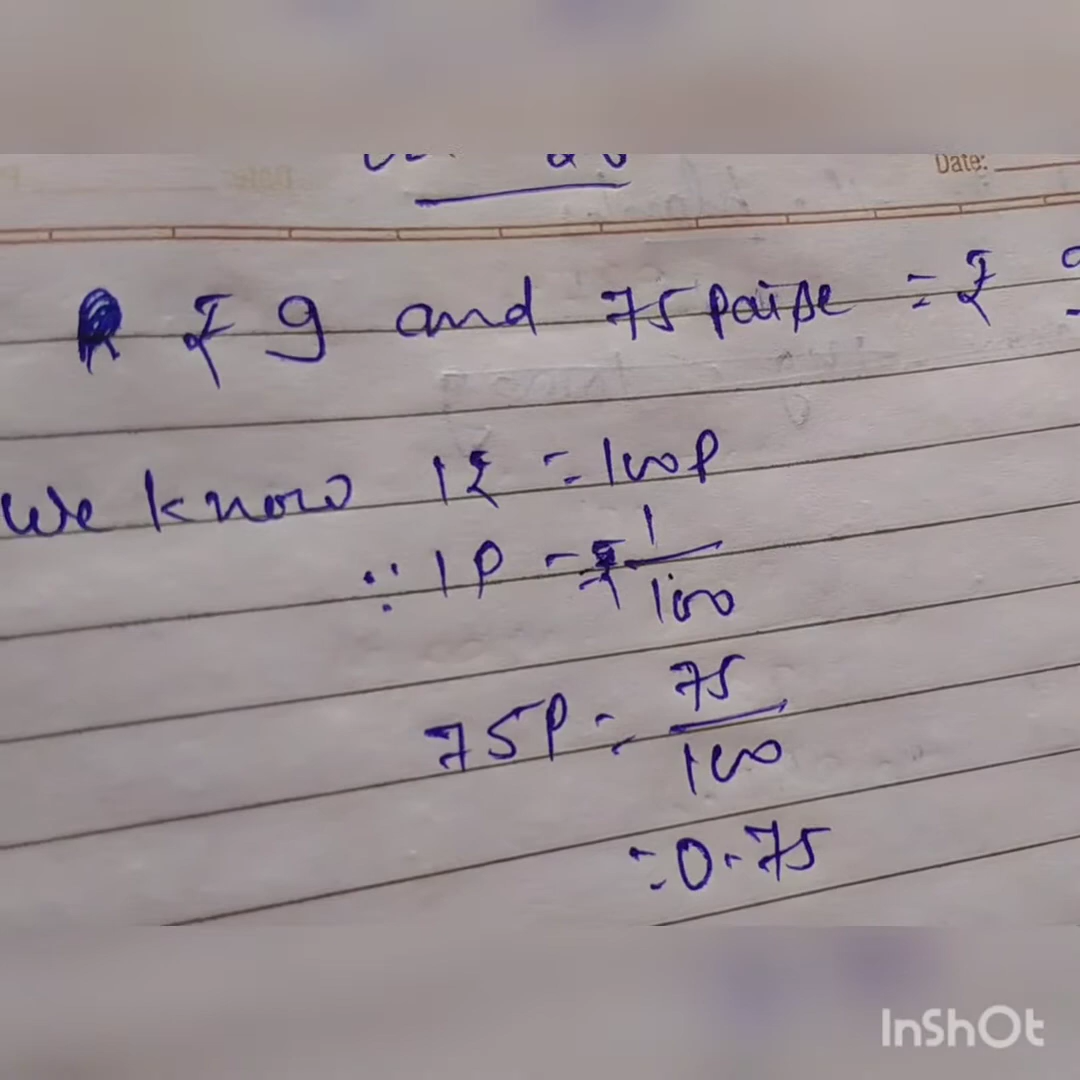 Date:
₹ 9 and 75 paise = ₹
We know 1₹ = 100P
∵ 1P = ₹ 1/100
75P = 75/100
= 0.75
InShOt